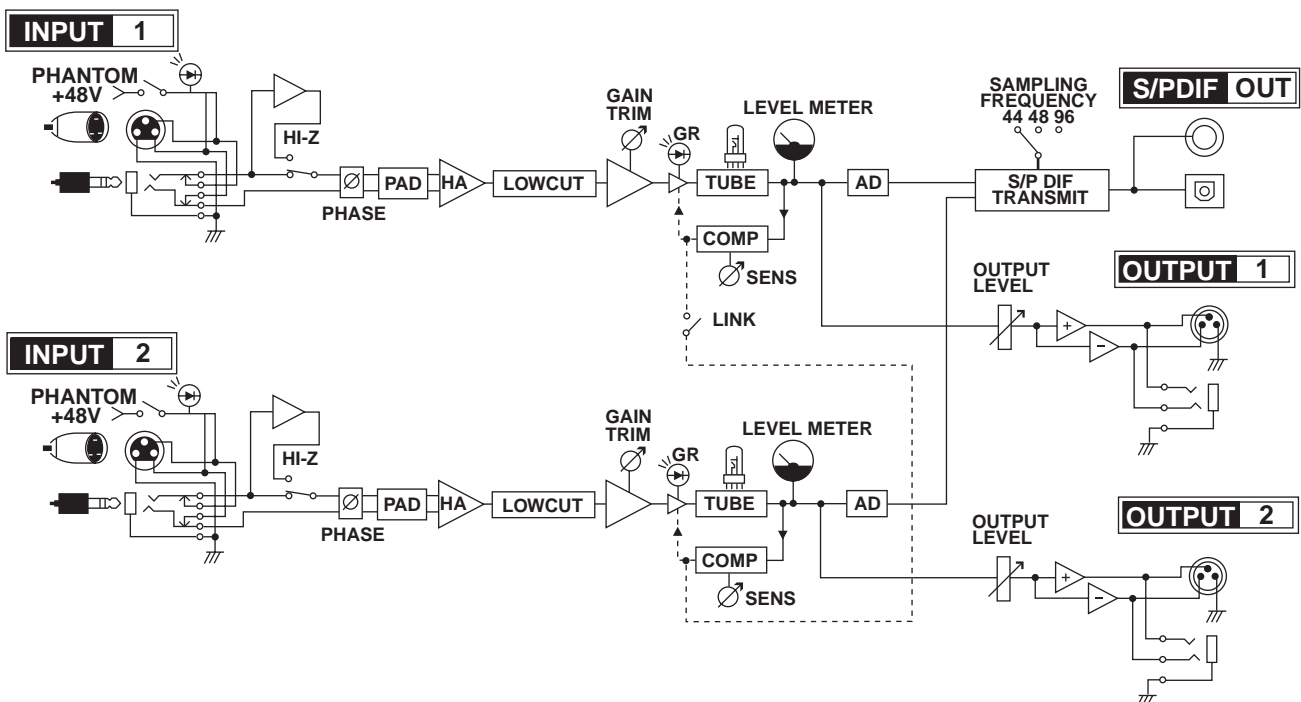 INPUT 1
PHANTOM
+48V
HI-Z
Ø
PHASE
PAD
HA
LOWCUT
GAIN
TRIM
GR
TUBE
LEVEL METER
COMP
SENS
AD
SAMPLING
FREQUENCY
44 48 96
S/P DIF
TRANSMIT
S/PDIF OUT
LINK
OUTPUT
LEVEL
+
−
OUTPUT 1
INPUT 2
PHANTOM
+48V
HI-Z
Ø
PHASE
PAD
HA
LOWCUT
GAIN
TRIM
GR
TUBE
LEVEL METER
COMP
SENS
AD
OUTPUT
LEVEL
+
−
OUTPUT 2